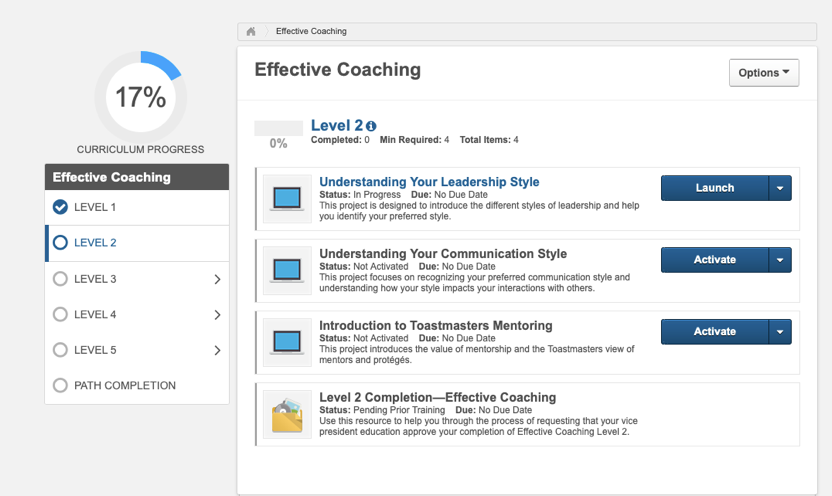 Effective Coaching
17%
CURRICULUM PROGRESS
Effective Coaching
LEVEL 1
LEVEL 2
LEVEL 3
LEVEL 4
LEVEL 5
PATH COMPLETION
Effective Coaching
Options
0%
Level 2
Completed: 0 Min Required: 4 Total Items: 4
Understanding Your Leadership Style
Status: In Progress Due: No Due Date
This project is designed to introduce the different styles of leadership and help
you identify your preferred style.
Launch
Understanding Your Communication Style
Status: Not Activated Due: No Due Date
This project focuses on recognizing your preferred communication style and
understanding how your style impacts your interactions with others.
Activate
Introduction to Toastmasters Mentoring
Status: Not Activated Due: No Due Date
This project introduces the value of mentorship and the Toastmasters view of
mentors and protégés.
Activate
Level 2 Completion—Effective Coaching
Status: Pending Prior Training Due: No Due Date
Use this resource to help you through the process of requesting that your vice
president education approve your completion of Effective Coaching Level 2.